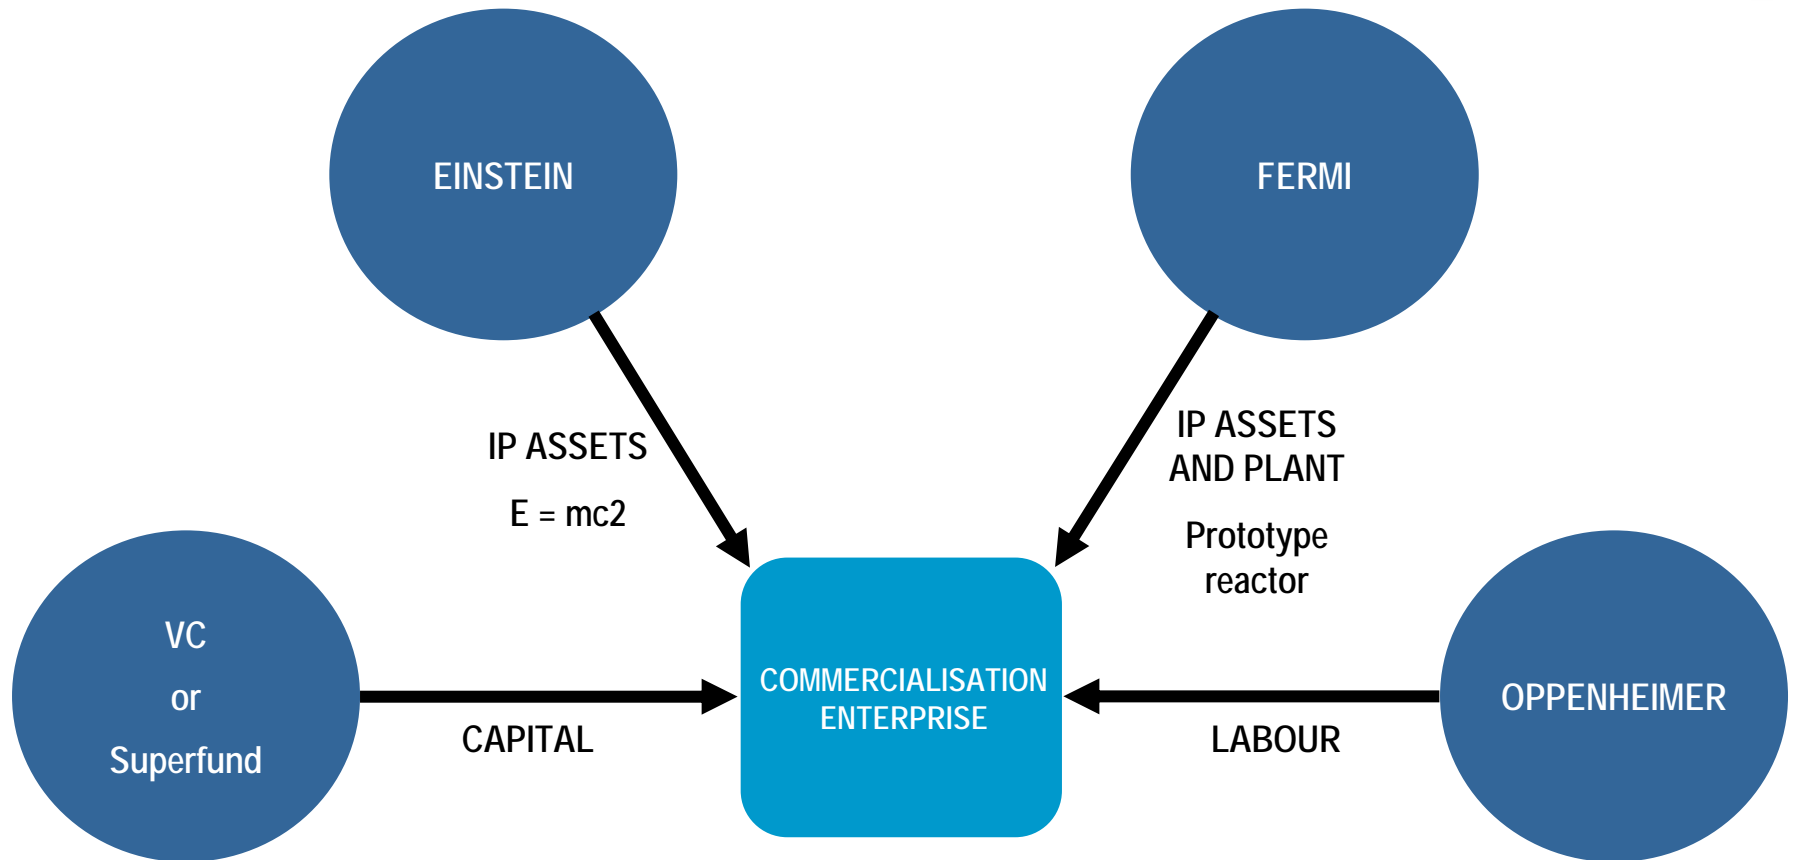 EINSTEIN
FERMI
IP ASSETS
E = mc2
IP ASSETS
AND PLANT
Prototype
reactor
VC
or
Superfund
CAPITAL
COMMERCIALISATION
ENTERPRISE
LABOUR
OPPENHEIMER